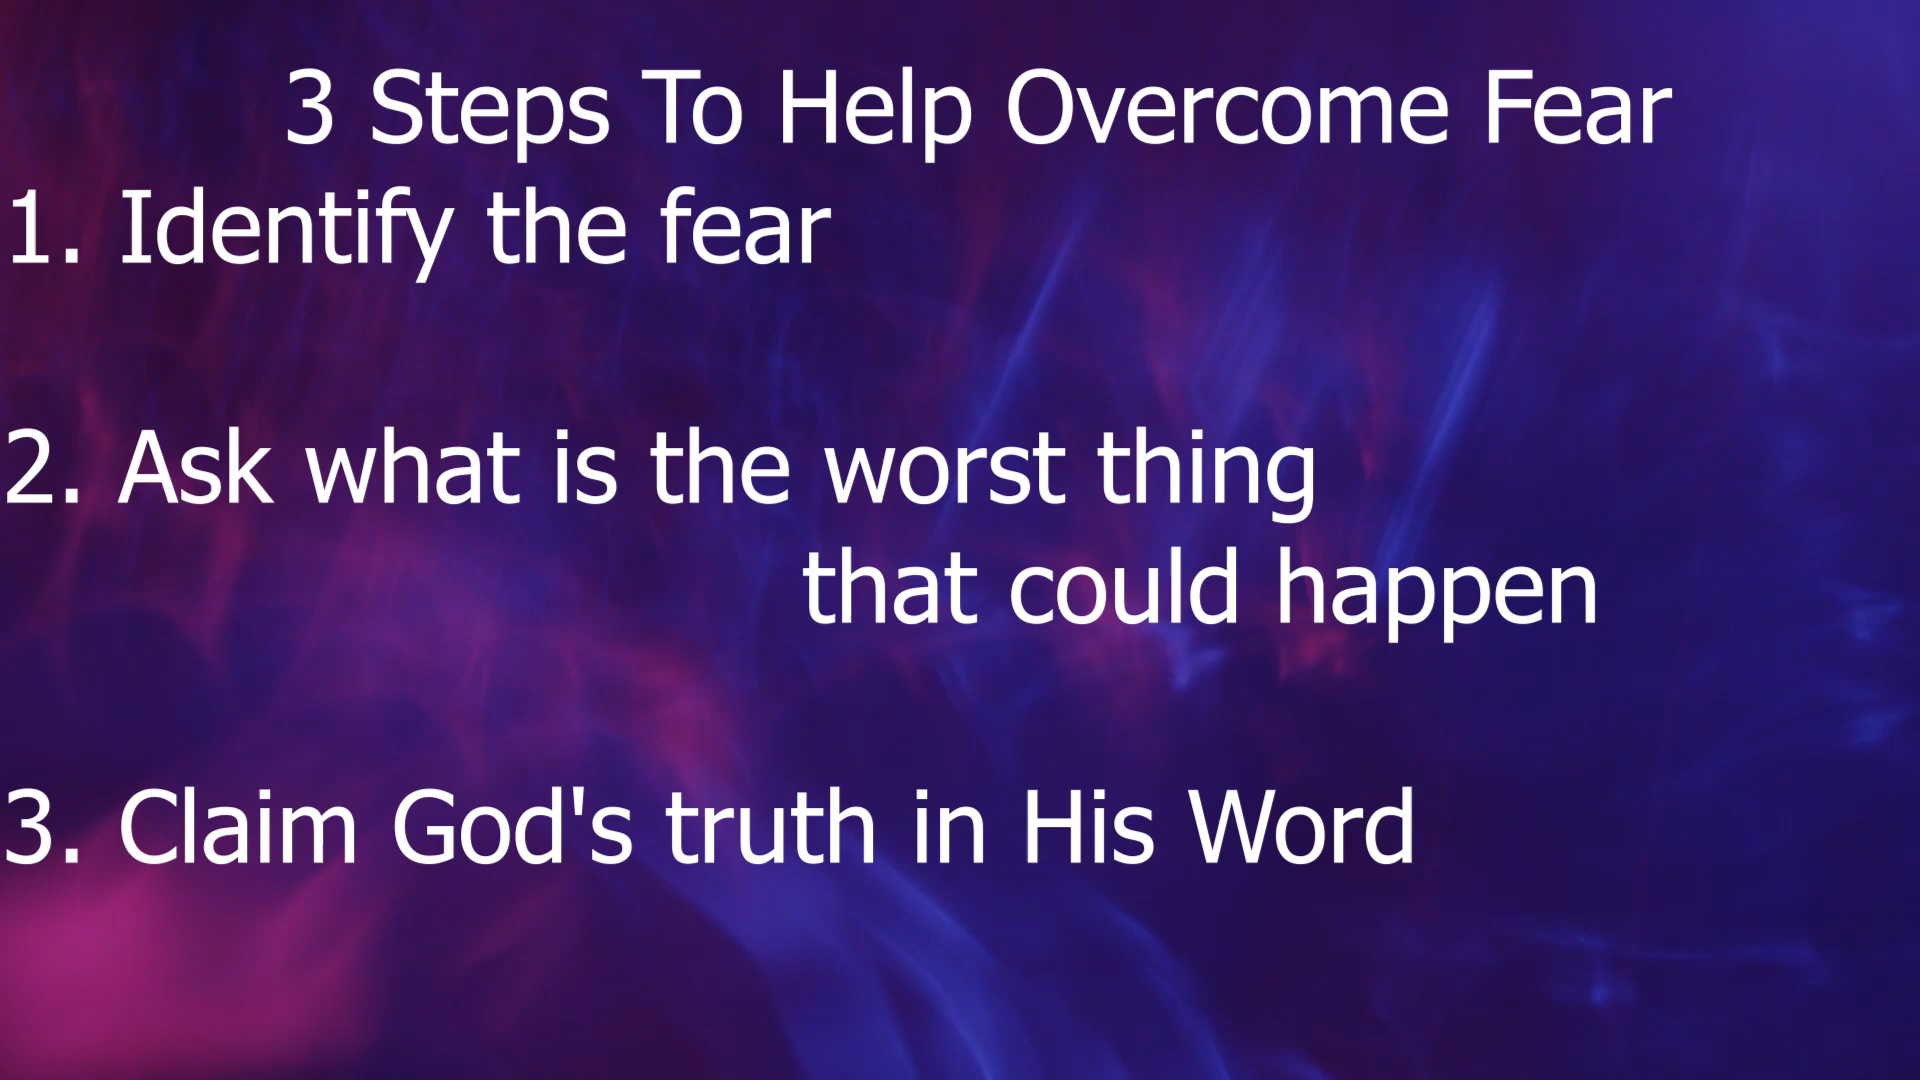 3 Steps To Help Overcome Fear
1. Identify the fear
2. Ask what is the worst thing
that could happen
3. Claim God's truth in His Word